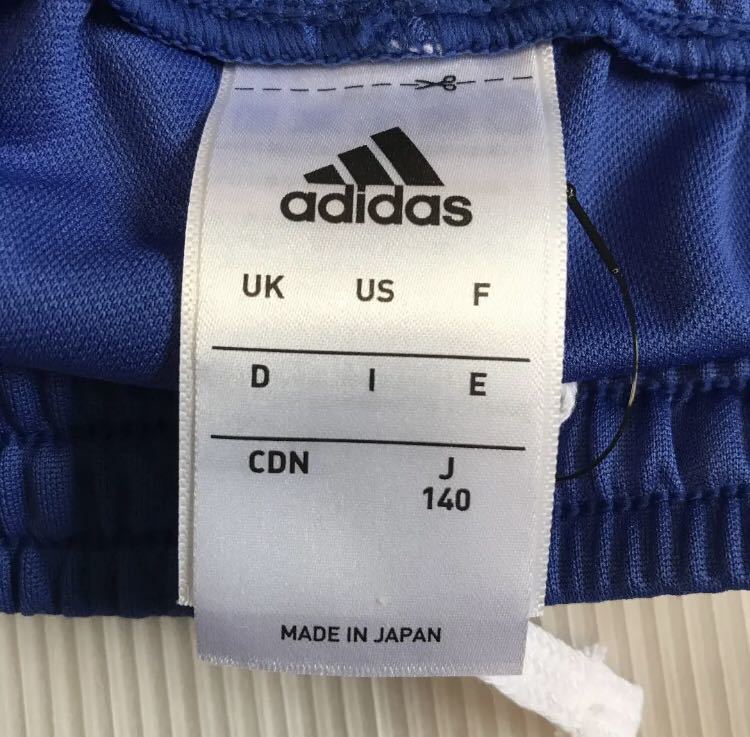 adidas
UK US F
D I E
CDN J
140
MADE IN JAPAN